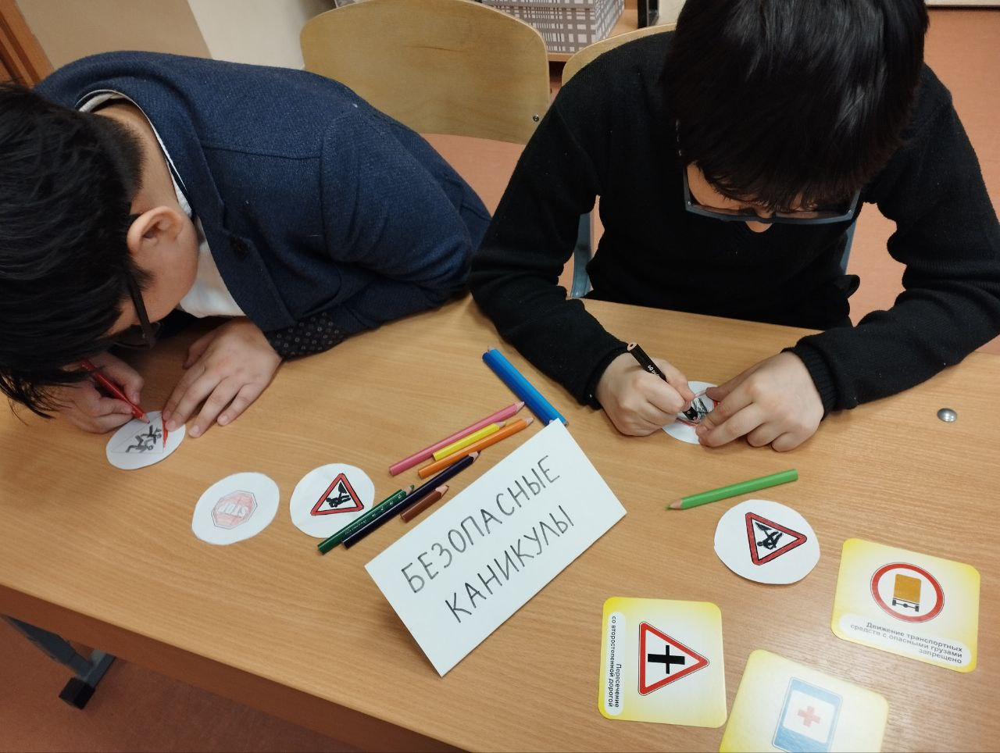 БЕЗОПАСНЫЕ
КАНИКУЛЫ
STOP
Пересечение
со второстепенной дорогой
Движение транспортных
средств с опасными грузами
запрещено